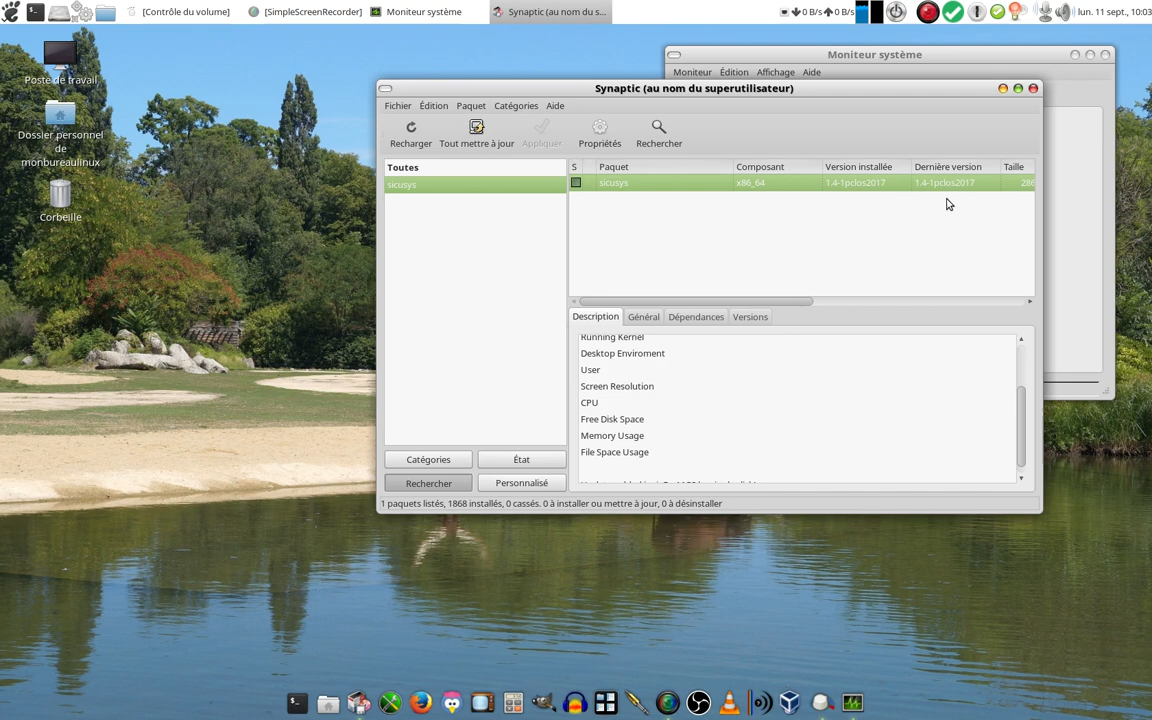 [Contrôle du volume]
[SimpleScreenRecorder]
Moniteur système
Synaptic (au nom du s...
0 B/s
0 B/s
lun. 11 sept., 10:03
Poste de travail
Dossier personnel
de
monbureaulinux
Corbeille
Moniteur système
Moniteur Édition Affichage Aide
Synaptic (au nom du superutilisateur)
Fichier Édition Paquet Catégories Aide
Recharger Tout mettre à jour Appliquer Propriétés Rechercher
Toutes
sicusys
S Paquet Composant Version installée Dernière version Taille
sicusys x86_64 1.4-1pclos2017 1.4-1pclos2017 286
Description Général Dépendances Versions
Running Kernel
Desktop Enviroment
User
Screen Resolution
CPU
Free Disk Space
Memory Usage
File Space Usage
Catégories État
Rechercher Personnalisé
1 paquets listés, 1868 installés, 0 cassés. 0 à installer ou mettre à jour, 0 à désinstaller